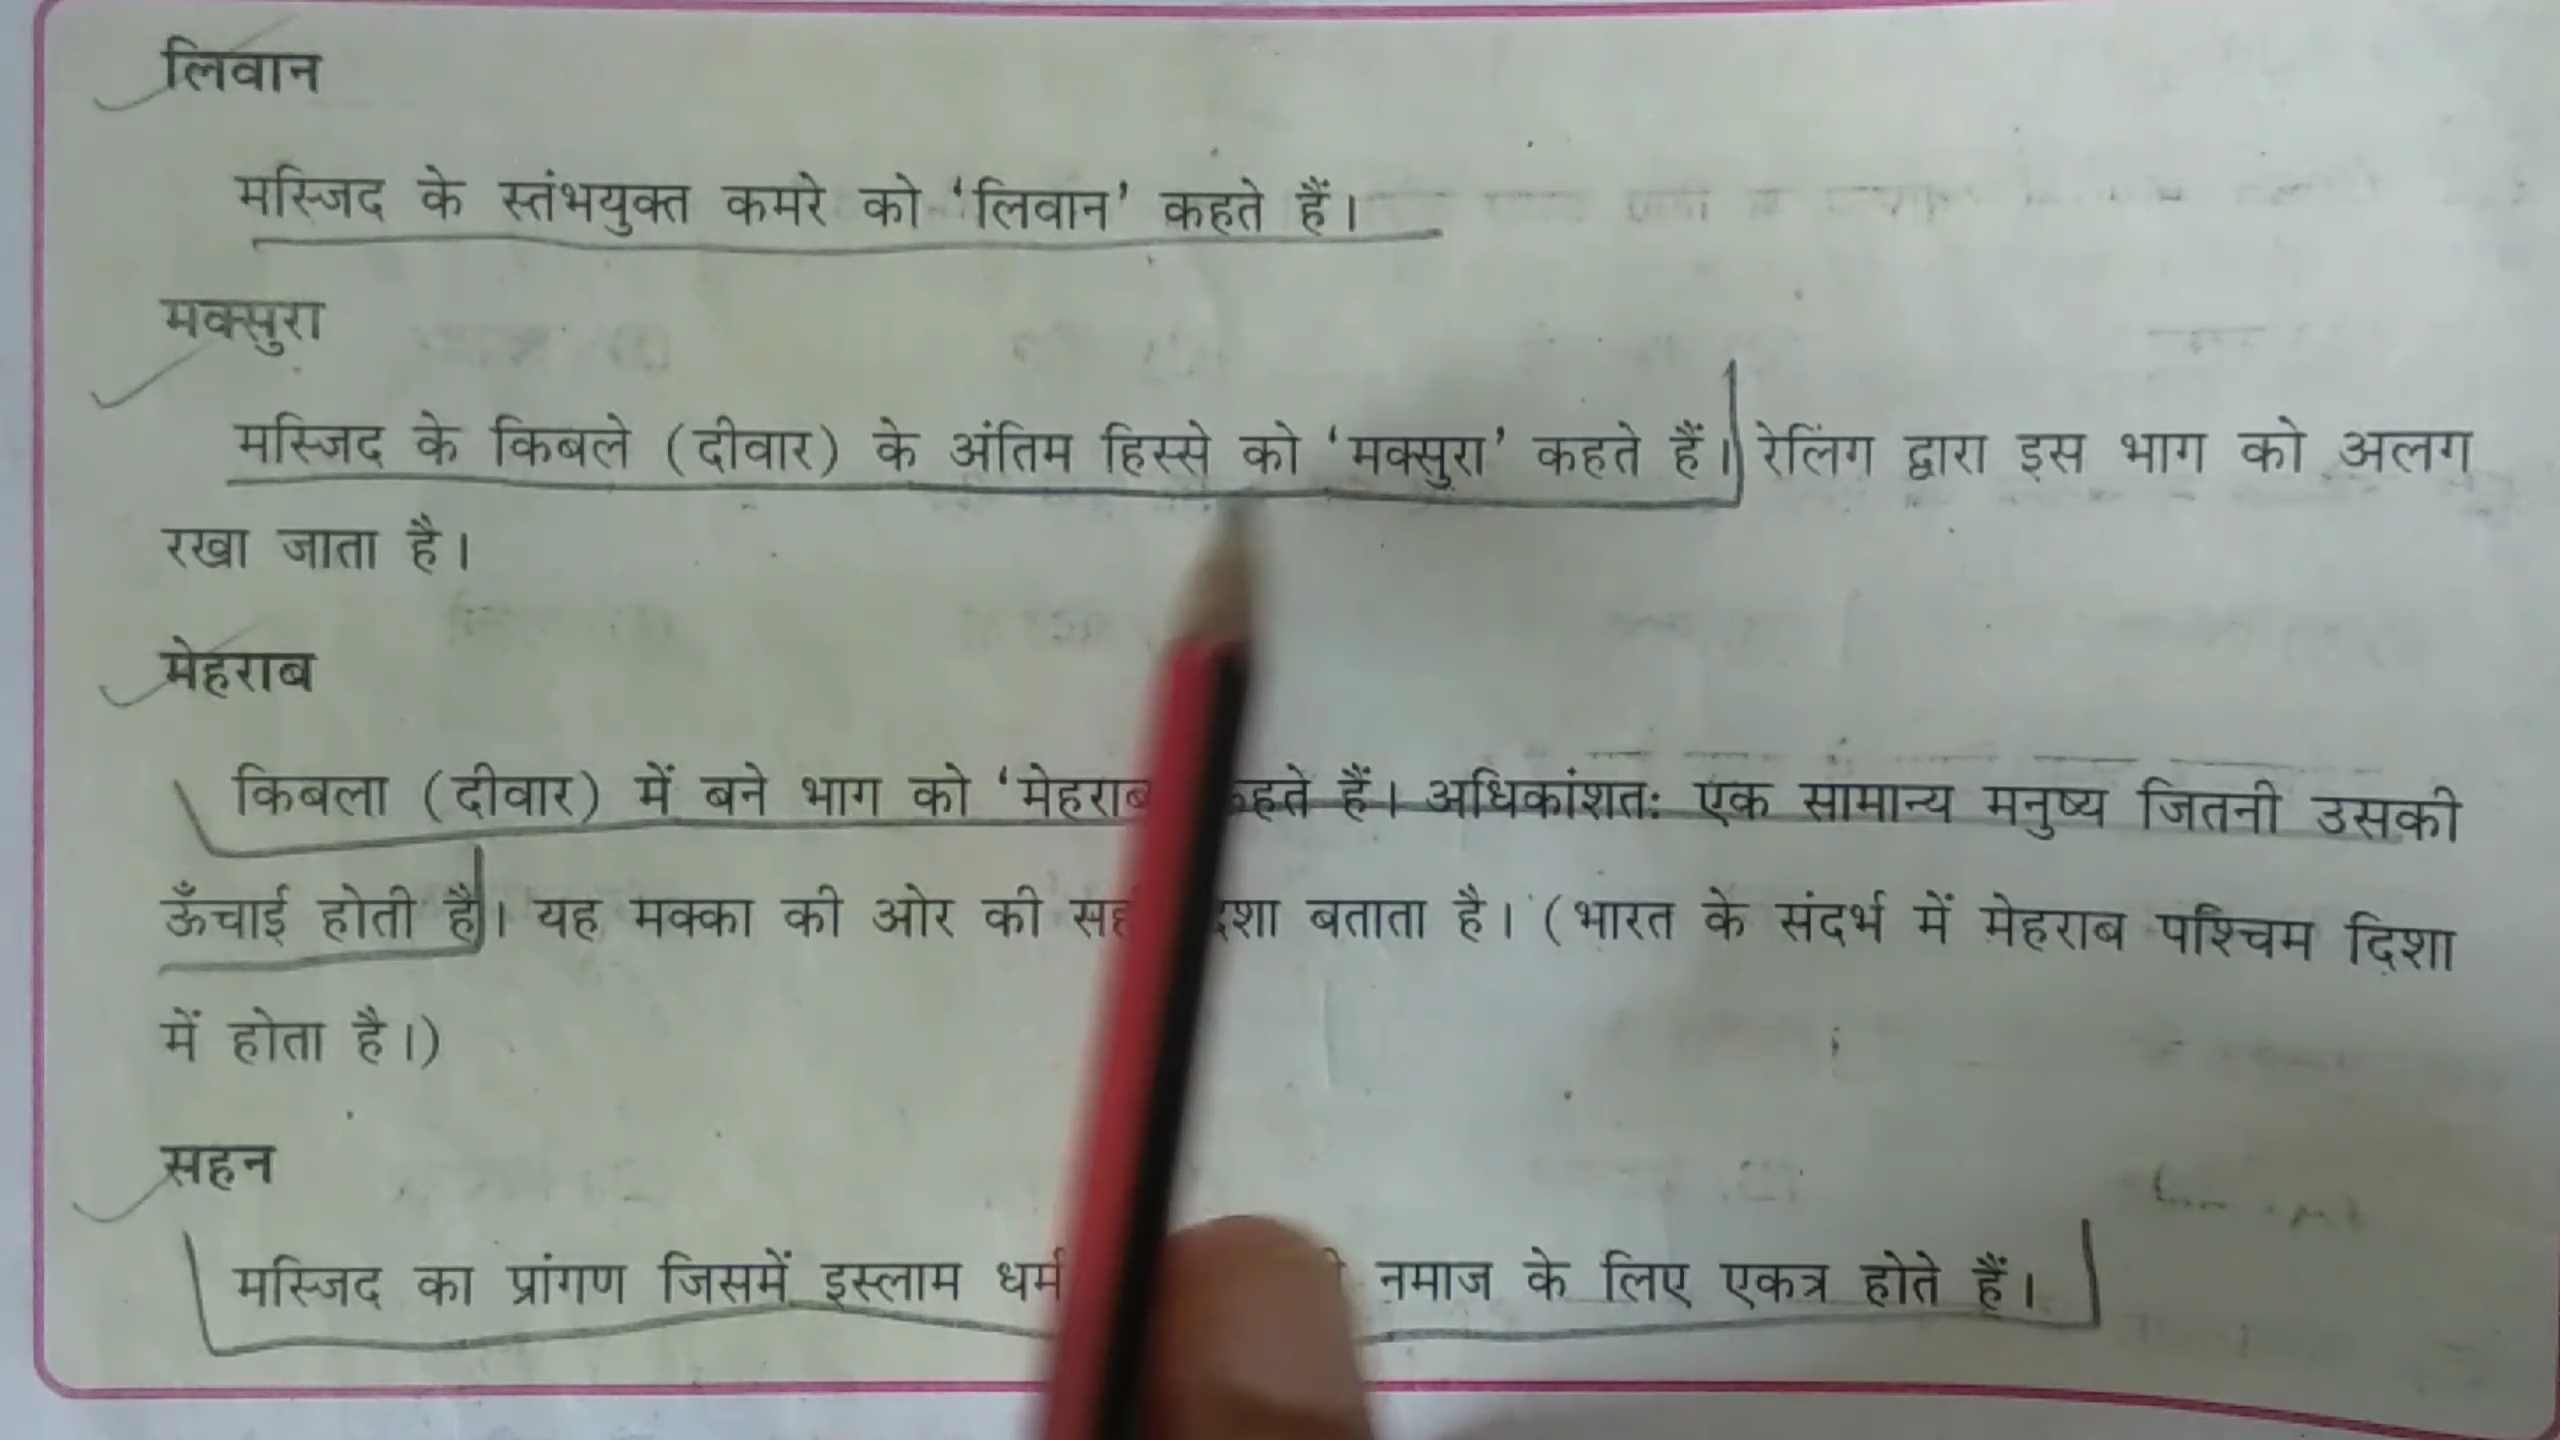 लिवान
मस्जिद के स्तंभयुक्त कमरे को ‘लिवान’ कहते हैं।
मक्सुरा
मस्जिद के किबले (दीवार) के अंतिम हिस्से को ‘मक्सुरा’ कहते हैं। रेलिंग द्वारा इस भाग को अलग
रखा जाता है।
मेहराब
किबला (दीवार) में बने भाग को ‘मेहराब कहते हैं। अधिकांशतः एक सामान्य मनुष्य जितनी उसकी
ऊँचाई होती है। यह मक्का की ओर की बताता है। (भारत के संदर्भ में मेहराब पश्चिम दिशा
में होता है।)
सहन
मस्जिद का प्रांगण जिसमें इस्लाम धर्म नमाज के लिए एकत्र होते हैं।